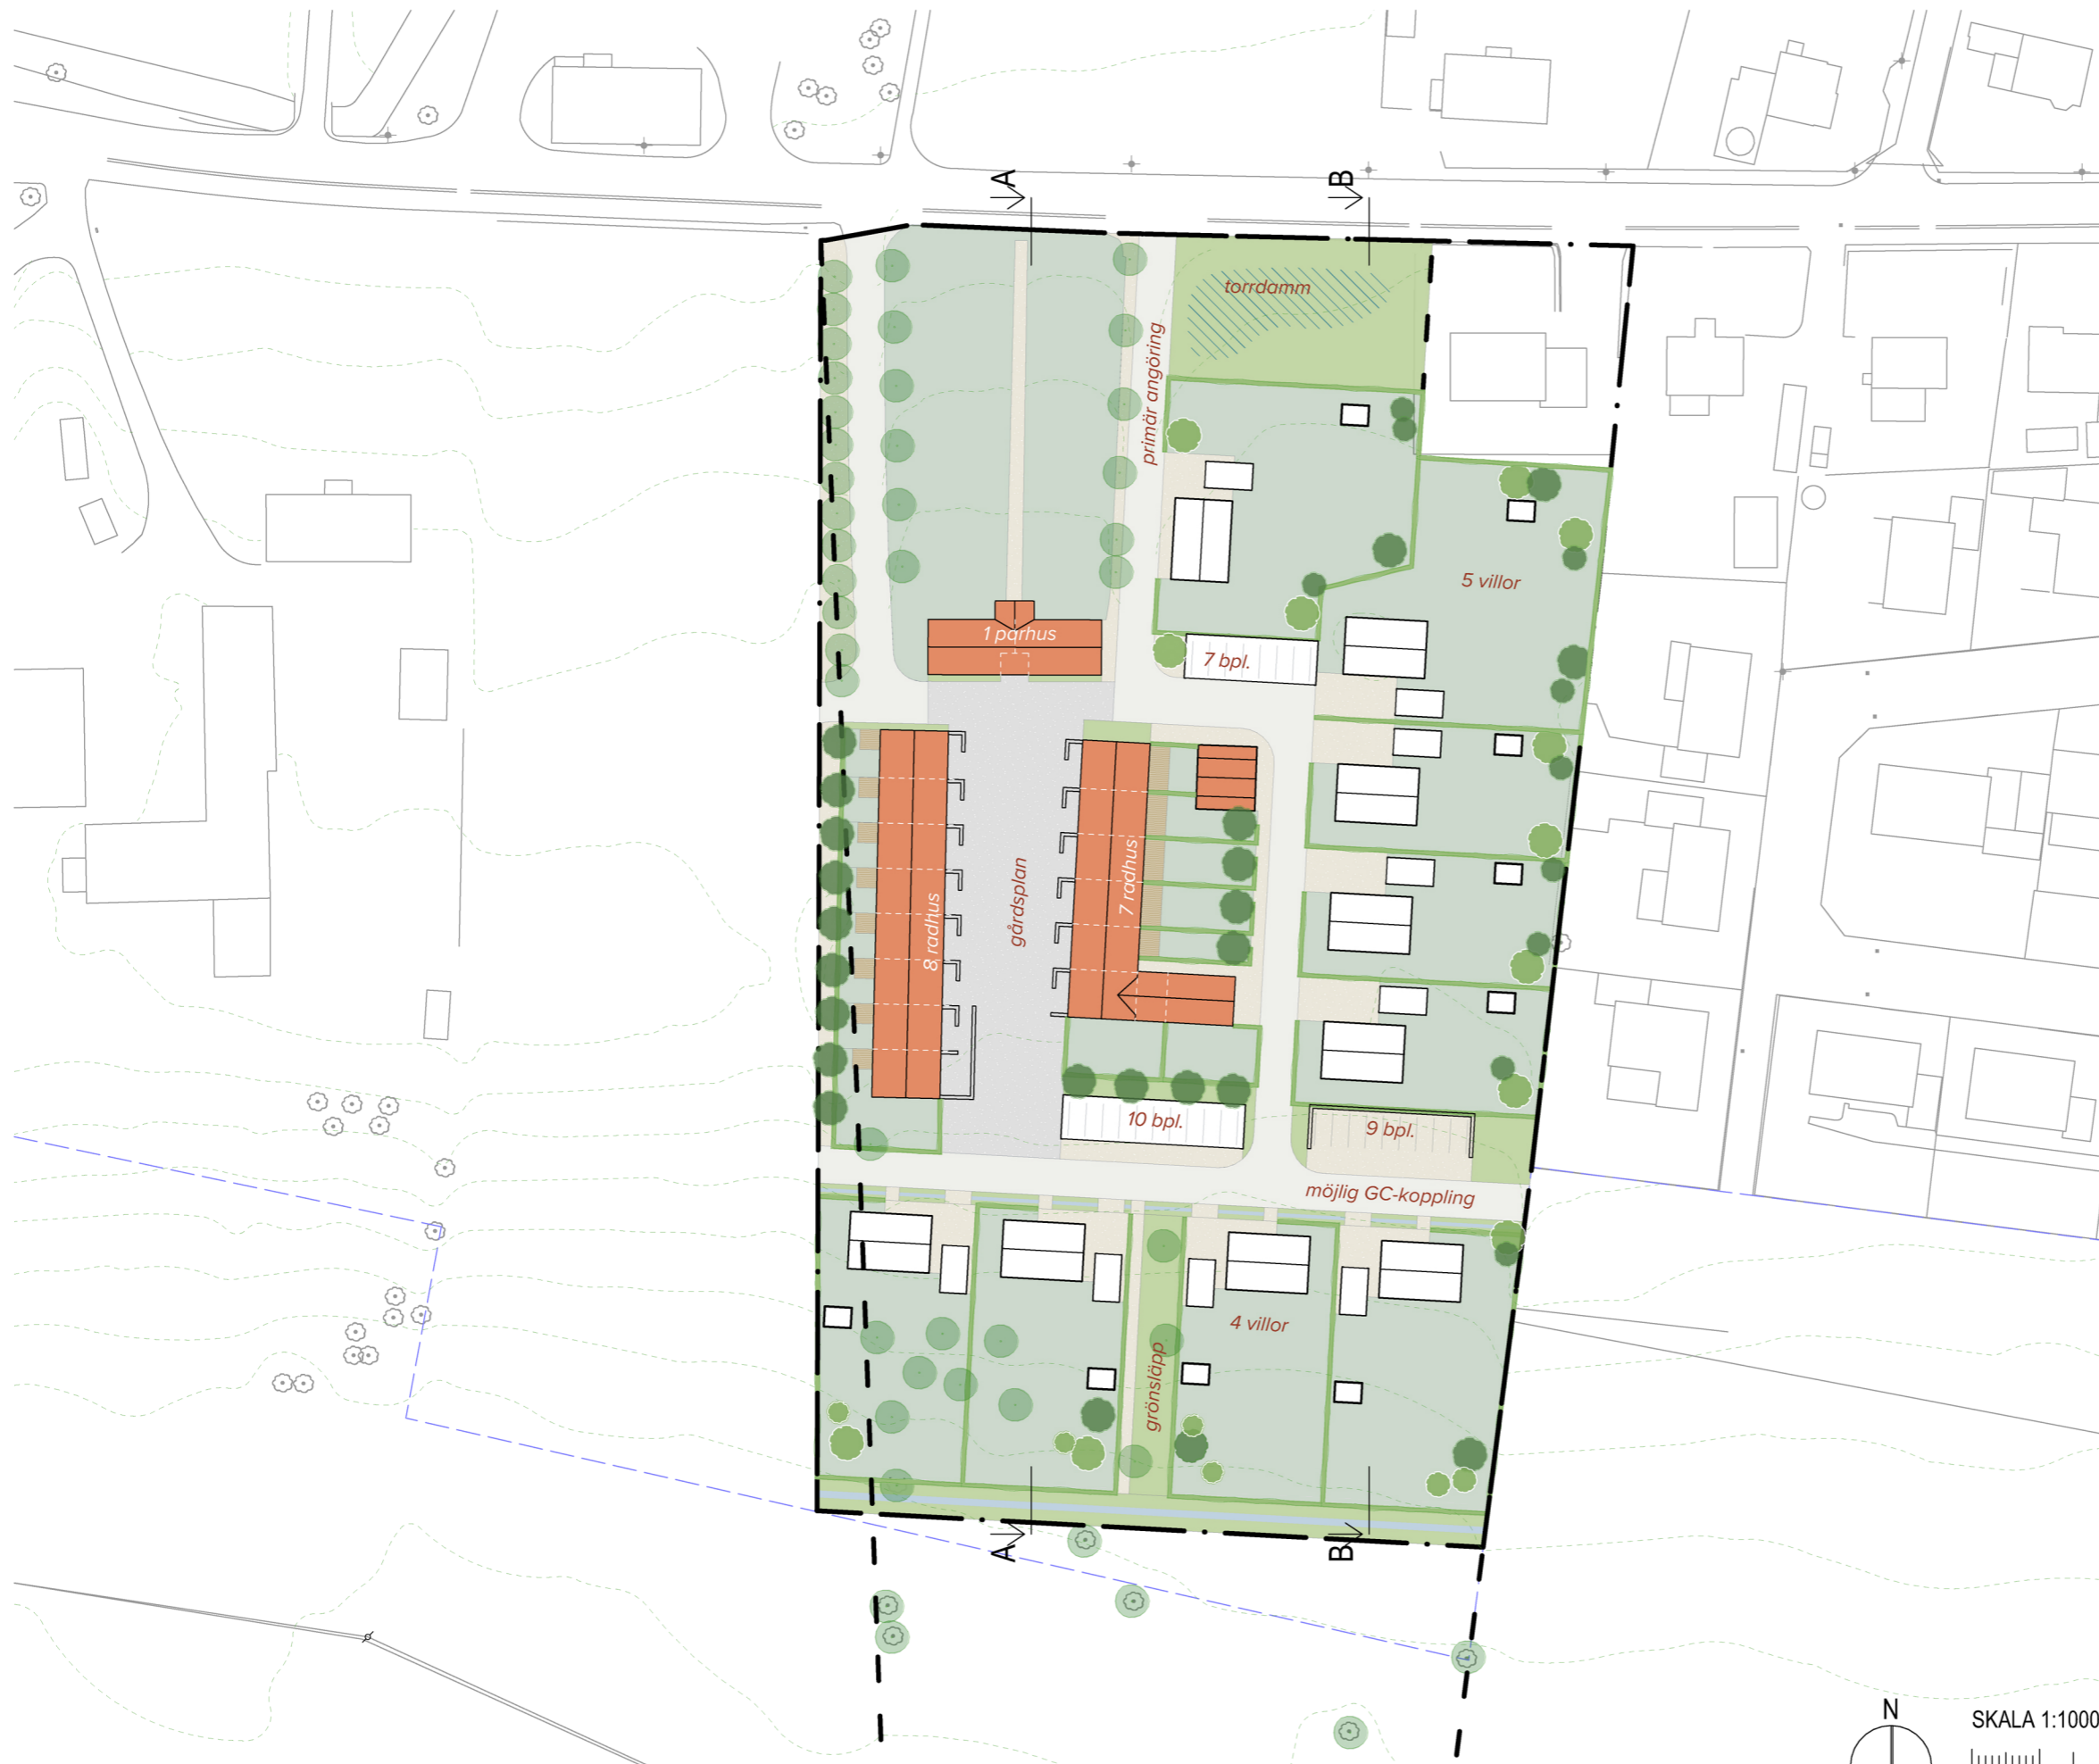 A
B
torrdamm
primär angöring
5 villor
1 parhus
7 bpl.
8 radhus
gårdsplan
7 radhus
10 bpl.
9 bpl.
möjlig GC-koppling
4 villor
grönsläpp
A
B
N
SKALA 1:1000